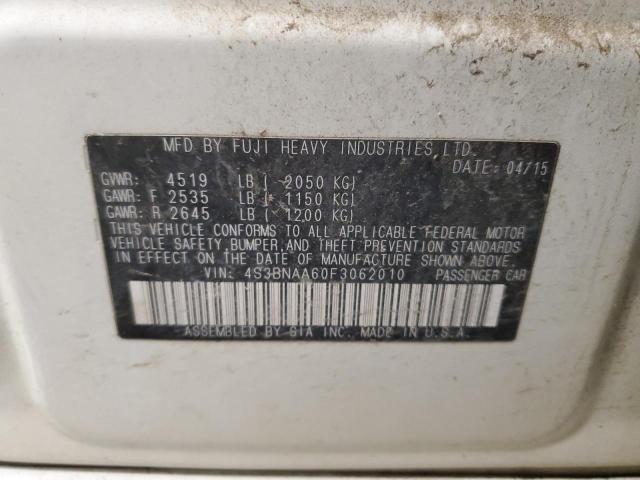 MFD BY FUJI HEAVY INDUSTRIES, LTD.
DATE: 04/15
GVWR: 4519 LB ( 2050 KG)
GAWR: F 2535 LB ( 1150 KG)
GAWR: R 2645 LB ( 1200 KG)
THIS VEHICLE CONFORMS TO ALL APPLICABLE FEDERAL MOTOR
VEHICLE SAFETY, BUMPER, AND THEFT PREVENTION STANDARDS
IN EFFECT ON THE DATE OF MANUFACTURE SHOWN ABOVE.
VIN: 4S3BNAA60F3062010 PASSENGER CAR
ASSEMBLED BY SIA INC. MADE IN U.S.A.